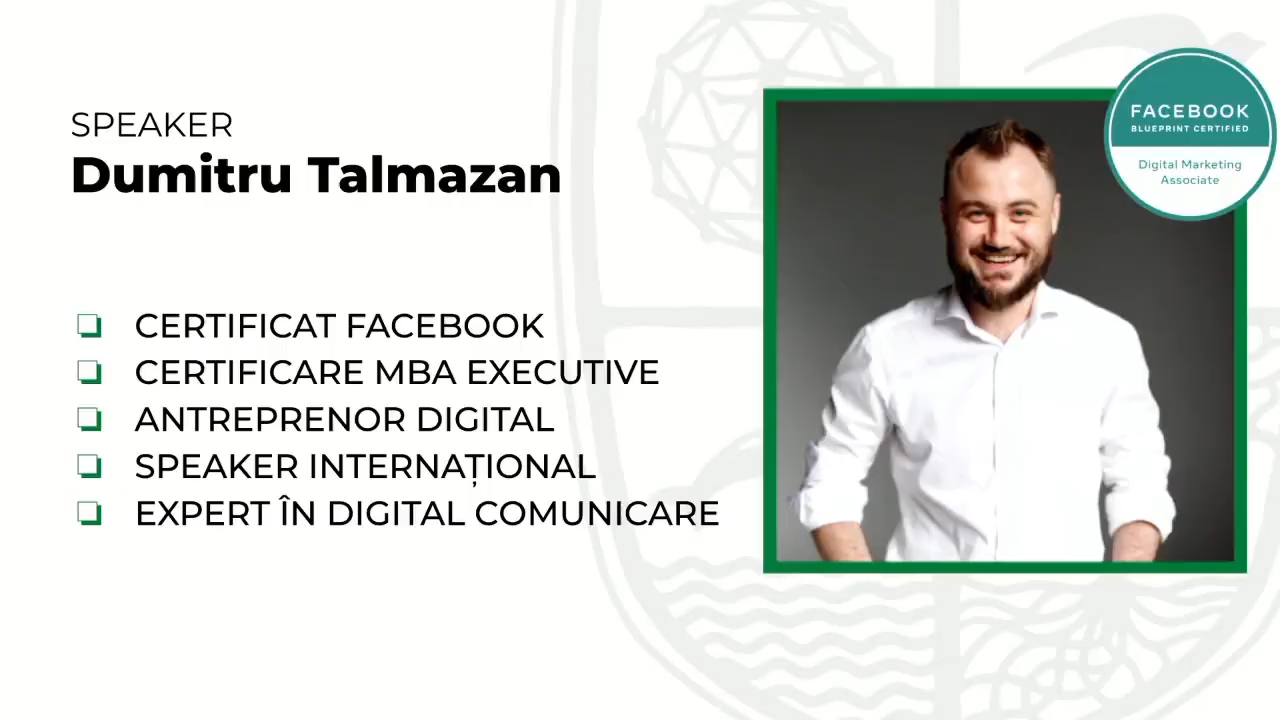 SPEAKER
Dumitru Talmazan
CERTIFICAT FACEBOOK
CERTIFICARE MBA EXECUTIVE
ANTREPRENOR DIGITAL
SPEAKER INTERNAȚIONAL
EXPERT ÎN DIGITAL COMUNICARE
FACEBOOK
BLUEPRINT CERTIFIED
Digital Marketing
Associate